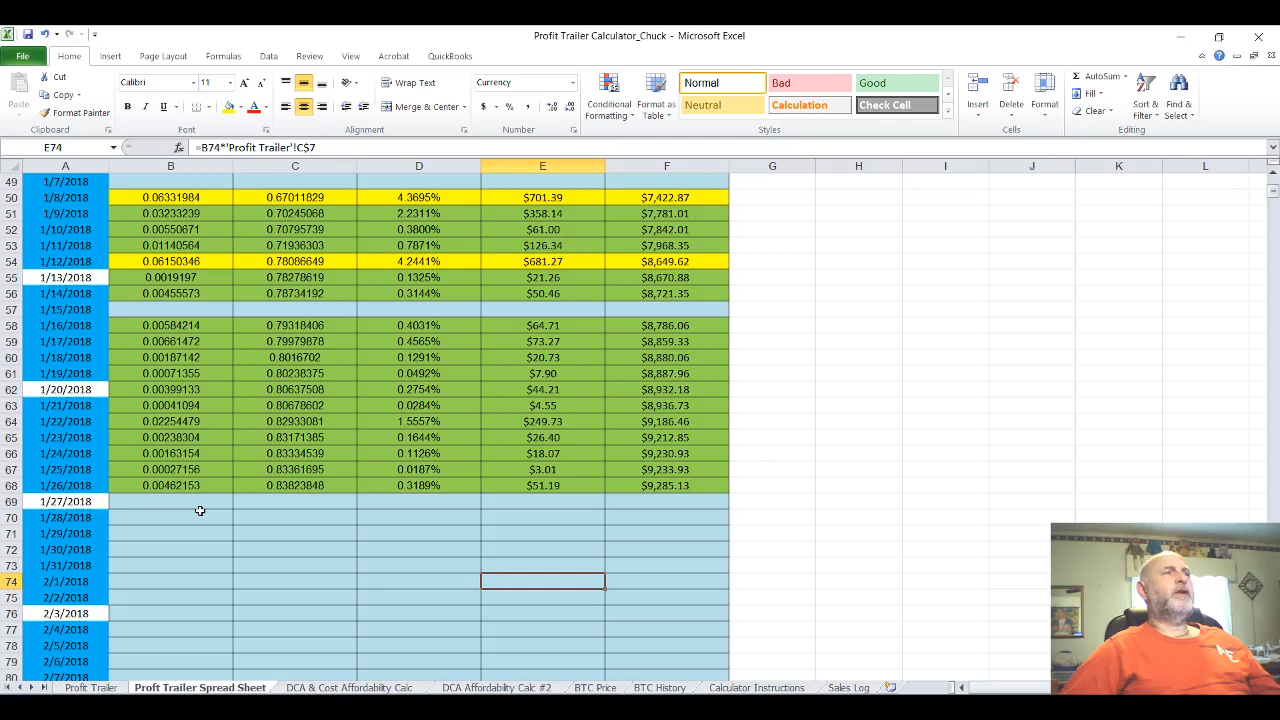 Profit Trailer Calculator_Chuck - Microsoft Excel
File Home Insert Page Layout Formulas Data Review View Acrobat QuickBooks
Cut
Copy
Format Painter
Paste
Calibri 11
B I U
Wrap Text
Merge & Center
Currency
$ % ,
Conditional Formatting
Format as Table
Normal Bad Good
Neutral Calculation Check Cell
Insert Delete Format
AutoSum
Fill
Clear
Sort & Filter
Find & Select
Clipboard Font Alignment Number Styles Cells Editing
E74 fx =B74*'Profit Trailer'!C$7
A B C D E F G H I J K L
49 1/7/2018
50 1/8/2018 0.06331984 0.67011829 4.3695% $701.39 $7,422.87
51 1/9/2018 0.03233239 0.70245068 2.2311% $358.14 $7,781.01
52 1/10/2018 0.00550671 0.70795739 0.3800% $61.00 $7,842.01
53 1/11/2018 0.01140564 0.71936303 0.7871% $126.34 $7,968.35
54 1/12/2018 0.06150346 0.78086649 4.2441% $681.27 $8,649.62
55 1/13/2018 0.0019197 0.78278619 0.1325% $21.26 $8,670.88
56 1/14/2018 0.00455573 0.78734192 0.3144% $50.46 $8,721.35
57 1/15/2018
58 1/16/2018 0.00584214 0.79318406 0.4031% $64.71 $8,786.06
59 1/17/2018 0.00661472 0.79979878 0.4565% $73.27 $8,859.33
60 1/18/2018 0.00187142 0.8016702 0.1291% $20.73 $8,880.06
61 1/19/2018 0.00071355 0.80238375 0.0492% $7.90 $8,887.96
62 1/20/2018 0.00399133 0.80637508 0.2754% $44.21 $8,932.18
63 1/21/2018 0.00041094 0.80678602 0.0284% $4.55 $8,936.73
64 1/22/2018 0.02254479 0.82933081 1.5557% $249.73 $9,186.46
65 1/23/2018 0.00238304 0.83171385 0.1644% $26.40 $9,212.85
66 1/24/2018 0.00163154 0.83334539 0.1126% $18.07 $9,230.93
67 1/25/2018 0.00027156 0.83361695 0.0187% $3.01 $9,233.93
68 1/26/2018 0.00462153 0.83823848 0.3189% $51.19 $9,285.13
69 1/27/2018
70 1/28/2018
71 1/29/2018
72 1/30/2018
73 1/31/2018
74 2/1/2018
75 2/2/2018
76 2/3/2018
77 2/4/2018
78 2/5/2018
79 2/6/2018
80 2/7/2018
Profit Trailer Proft Trailer Spread Sheet DCA & Cost Affordabilty Calc DCA Affordabilty Calc #2 BTC Price BTC History Calculator Instructions Sales Log